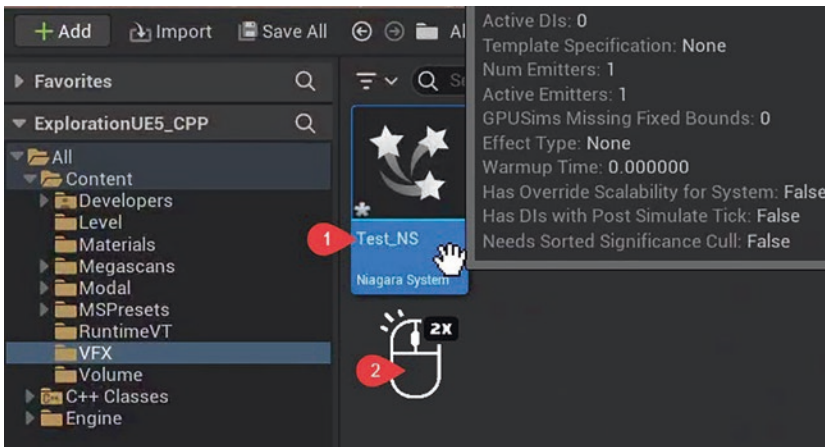 + Add
Import
Save All
Al
Favorites
ExplorationUE5_CPP
All
Content
Developers
Level
Materials
Megascans
Modal
MSPresets
RuntimeVT
VFX
Volume
C++ Classes
Engine
Se
1
Test_NS
Niagara System
2X
2
Active DIs: 0
Template Specification: None
Num Emitters: 1
Active Emitters: 1
GPUSims Missing Fixed Bounds: 0
Effect Type: None
Warmup Time: 0.000000
Has Override Scalability for System: False
Has DIs with Post Simulate Tick: False
Needs Sorted Significance Cull: False